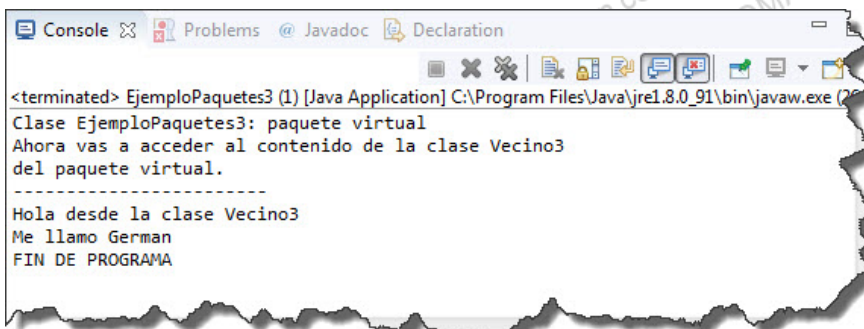 Console Problems @ Javadoc Declaration
<terminated> EjemploPaquetes3 (1) [Java Application] C:\Program Files\Java\jre1.8.0_91\bin\javaw.exe
Clase EjemploPaquetes3: paquete virtual
Ahora vas a acceder al contenido de la clase Vecino3
del paquete virtual.
------------------------
Hola desde la clase Vecino3
Me llamo German
FIN DE PROGRAMA